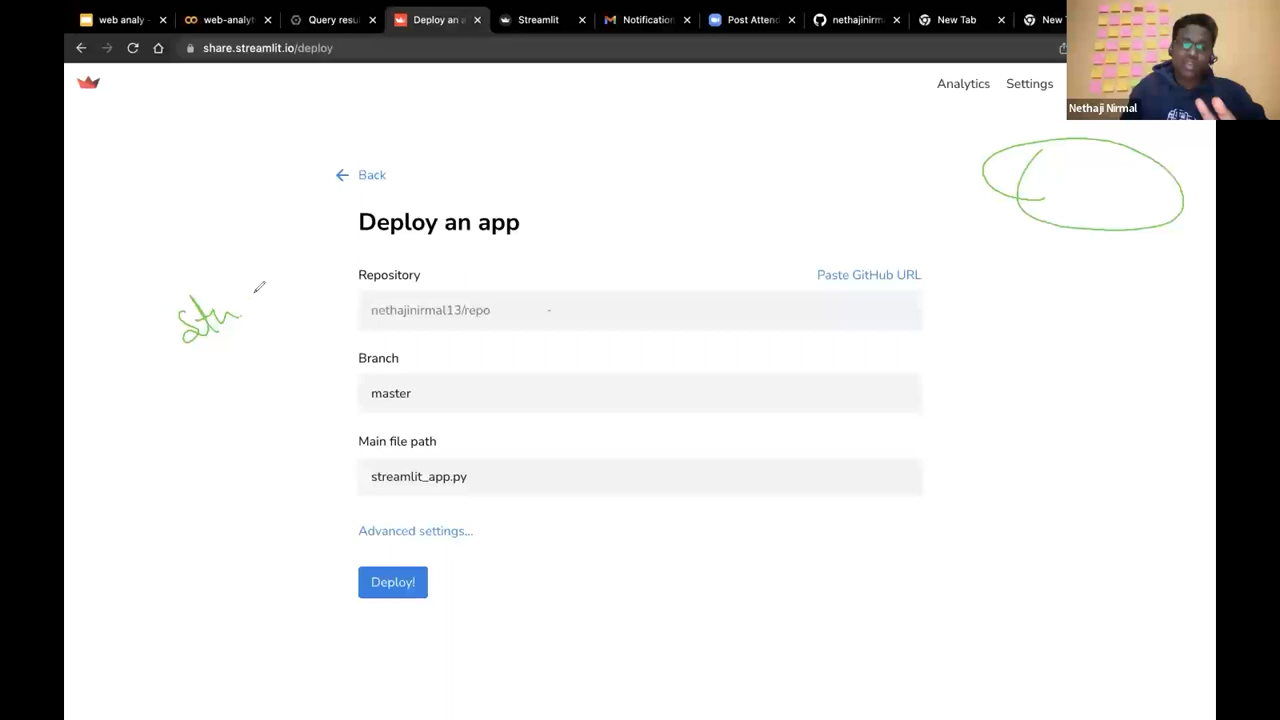 web analy
web-analyt
Query resu
Deploy an a
Streamlit
Notification
Post Attend
nethajinirm
New Tab
New
share.streamlit.io/deploy
Analytics Settings
Nethaji Nirmal
Back
Deploy an app
Repository Paste GitHub URL
nethajinirmal13/repo
Branch
master
Main file path
streamlit_app.py
Advanced settings...
Deploy!